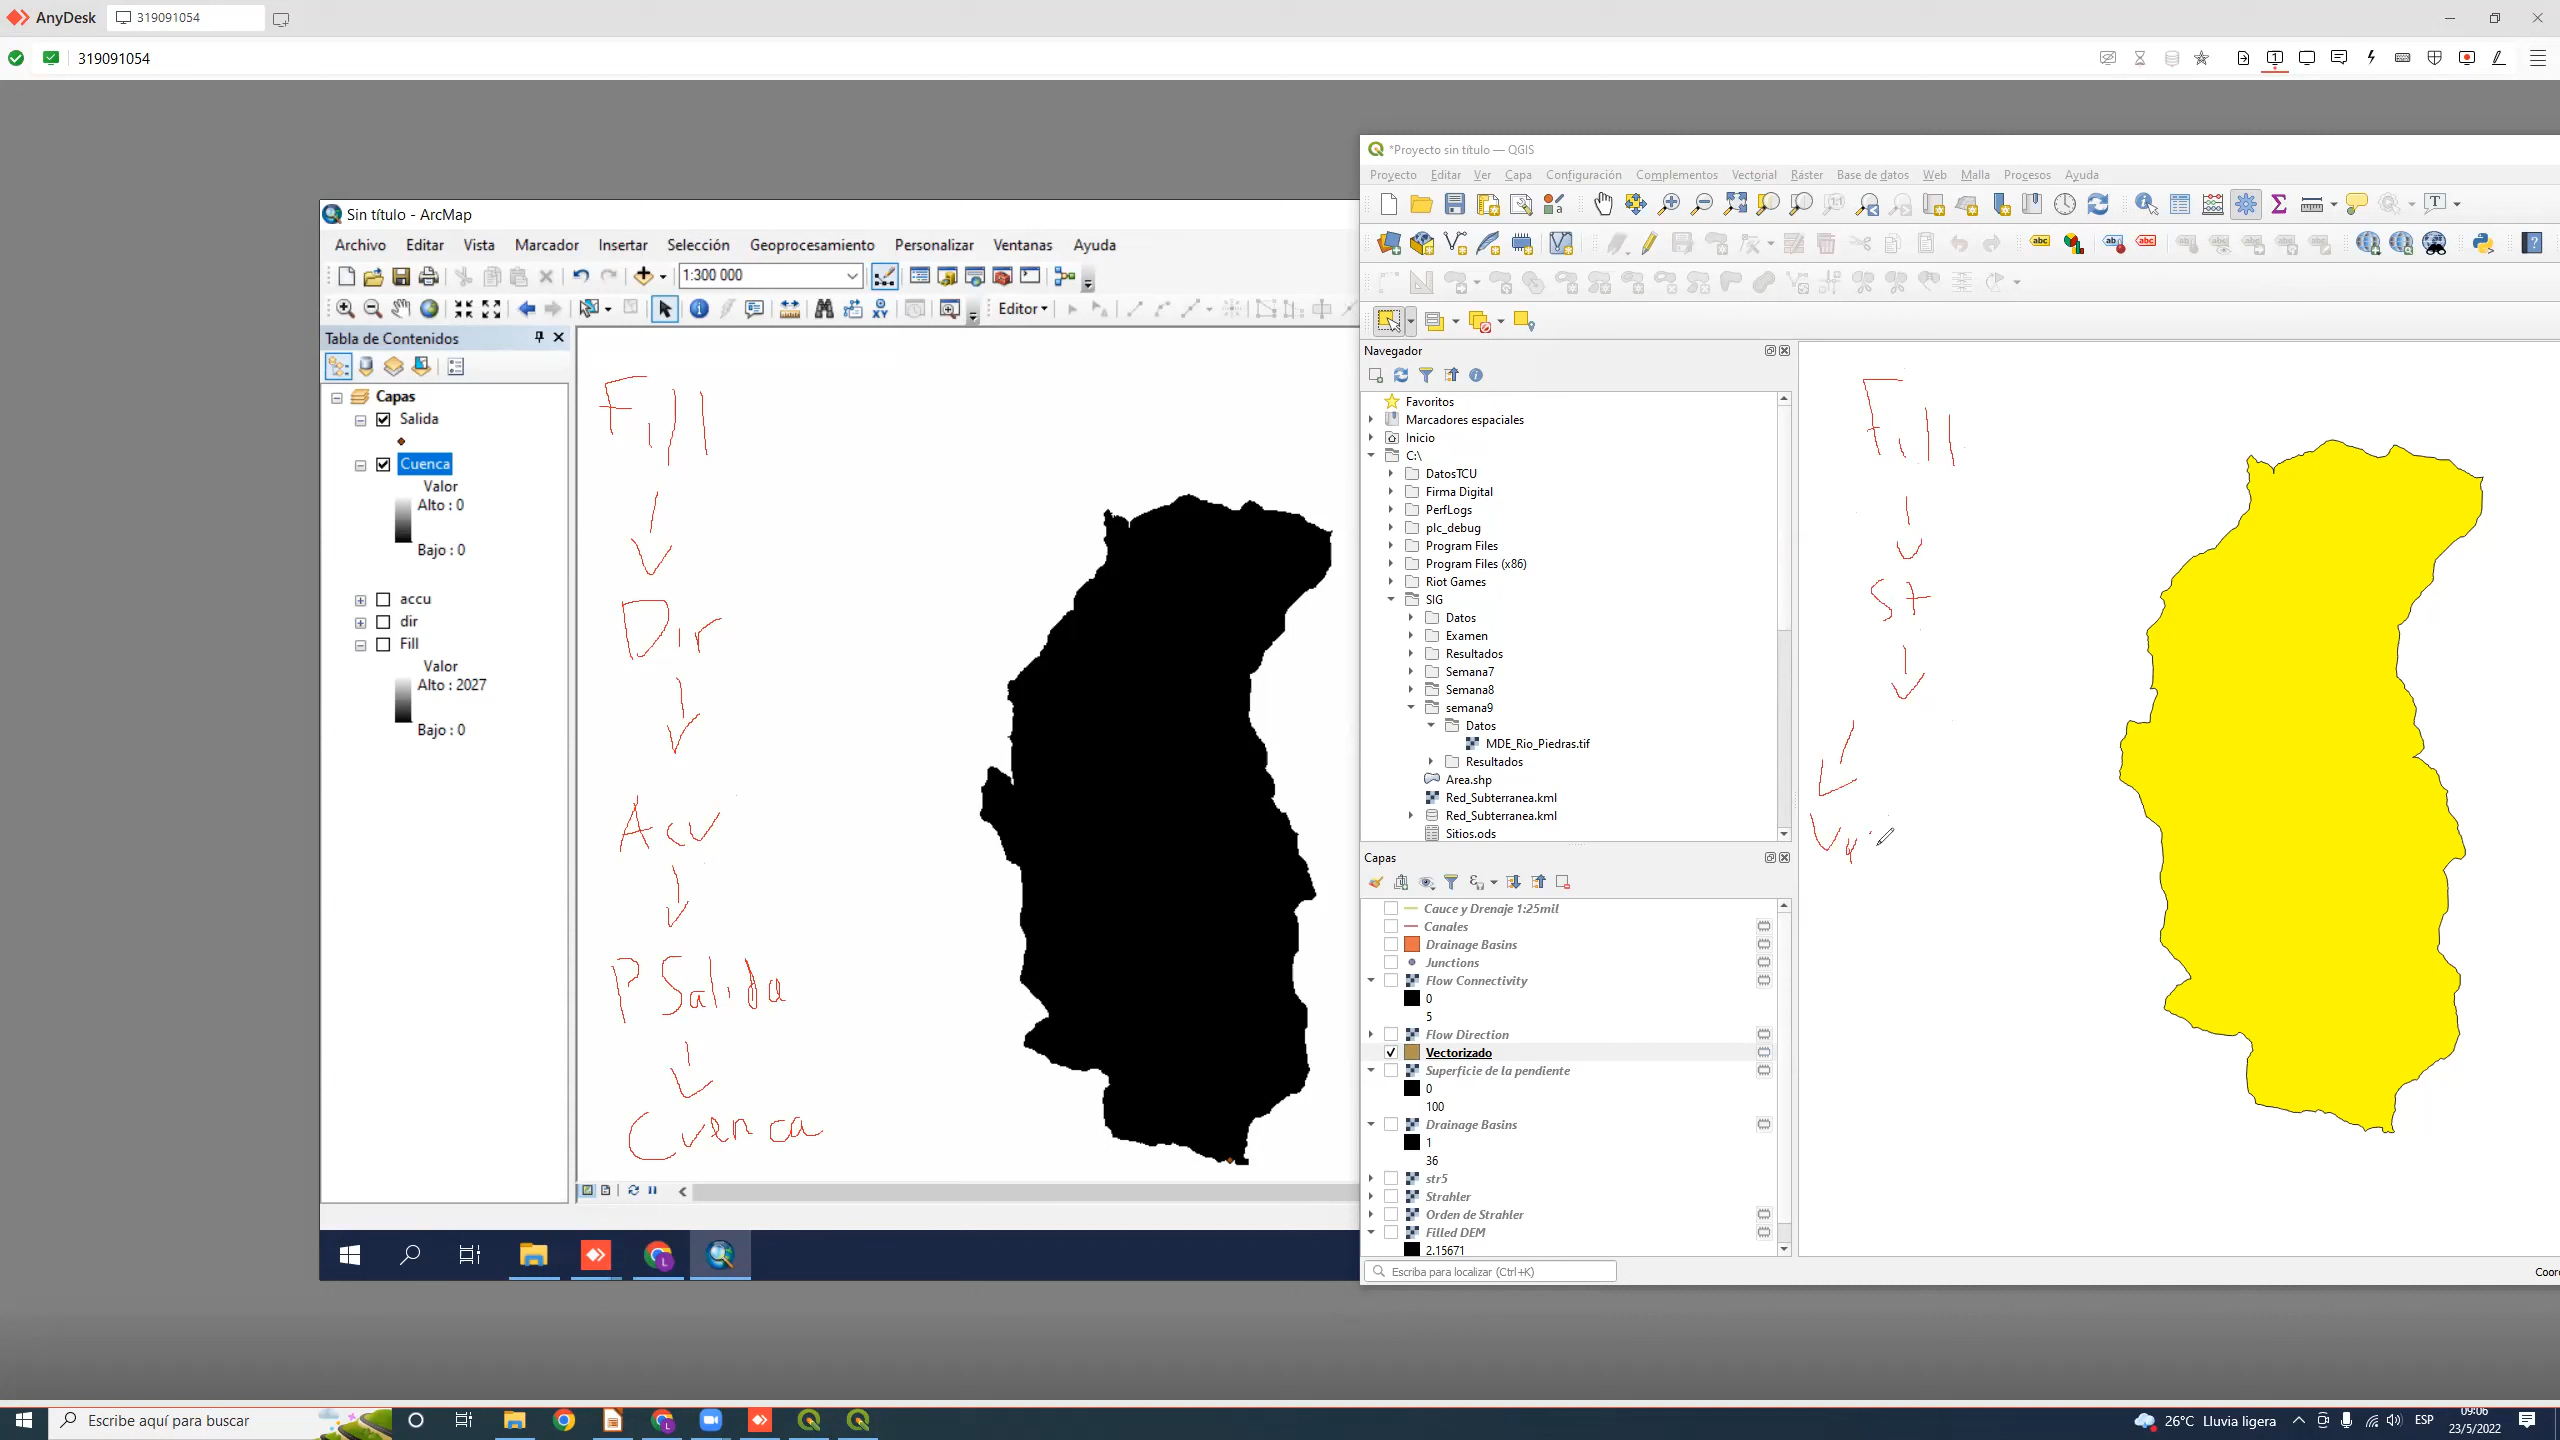 AnyDesk
319091054
319091054
Sin título - ArcMap
Archivo Editar Vista Marcador Insertar Selección Geoprocesamiento Personalizar Ventanas Ayuda
1:300 000
Editor
Tabla de Contenidos
Capas
Salida
Cuenca
Valor
Alto : 0
Bajo : 0
accu
dir
Fill
Valor
Alto : 2027
Bajo : 0
Fill
Dir
Acu
P Salida
Cuenca
*Proyecto sin título — QGIS
Proyecto Editar Ver Capa Configuración Complementos Vectorial Ráster Base de datos Web Malla Procesos Ayuda
Navegador
Favoritos
Marcadores espaciales
Inicio
C:\
DatosTCU
Firma Digital
PerfLogs
plc_debug
Program Files
Program Files (x86)
Riot Games
SIG
Datos
Examen
Resultados
Semana7
Semana8
semana9
Datos
MDE_Rio_Piedras.tif
Resultados
Area.shp
Red_Subterranea.kml
Red_Subterranea.kml
Sitios.ods
Capas
Cauce y Drenaje 1:25mil
Canales
Drainage Basins
Junctions
Flow Connectivity
0
5
Flow Direction
Vectorizado
Superficie de la pendiente
0
100
Drainage Basins
1
36
str5
Strahler
Orden de Strahler
Filled DEM
2.15671
Escriba para localizar (Ctrl+K)
Coord
Fill
St
Escribe aquí para buscar
26°C Lluvia ligera
ESP
09:06
23/5/2022